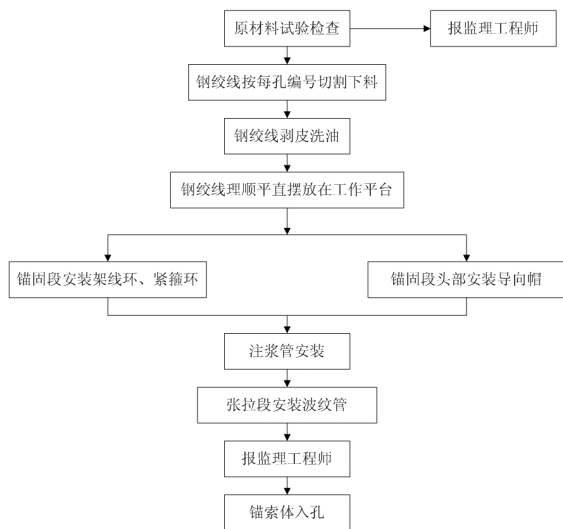 原材料试验检查
报监理工程师
钢绞线按每孔编号切割下料
钢绞线剥皮洗油
钢绞线理顺平直摆放在工作平台
锚固段安装架线环、紧箍环
锚固段头部安装导向帽
注浆管安装
张拉段安装波纹管
报监理工程师
锚索体入孔